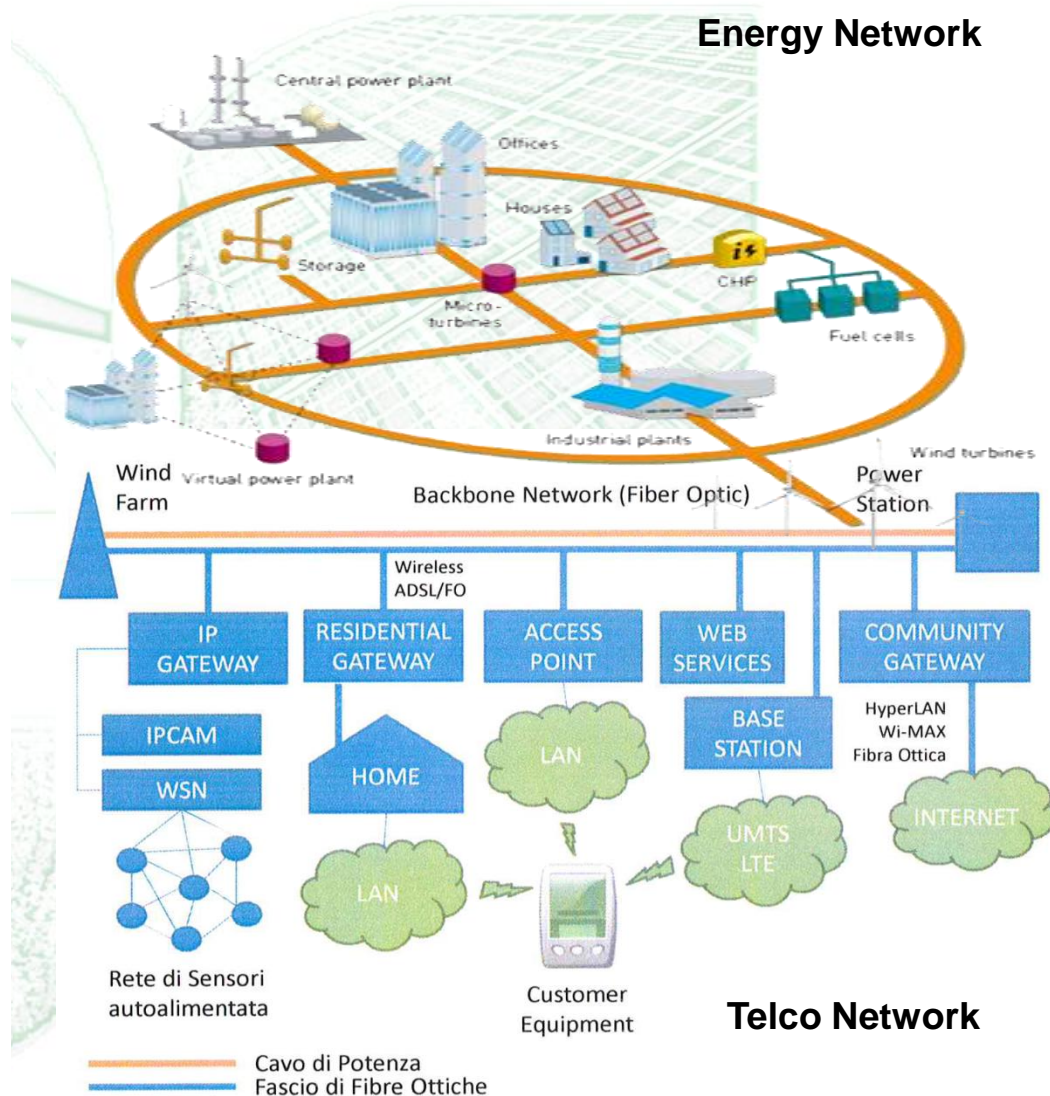 Energy Network
Central power plant
Offices
Houses
Storage
CHP
Micro-
turbines
Fuel cells
Industrial plants
Virtual power plant
Wind turbines
Wind
Farm
Backbone Network (Fiber Optic)
Power
Station
Wireless
ADSL/FO
IP
GATEWAY
RESIDENTIAL
GATEWAY
ACCESS
POINT
WEB
SERVICES
COMMUNITY
GATEWAY
IPCAM
WSN
HOME
LAN
BASE
STATION
HyperLAN
Wi-MAX
Fibra Ottica
LAN
UMTS
LTE
INTERNET
Rete di Sensori
autoalimentata
Customer
Equipment
Telco Network
Cavo di Potenza
Fascio di Fibre Ottiche